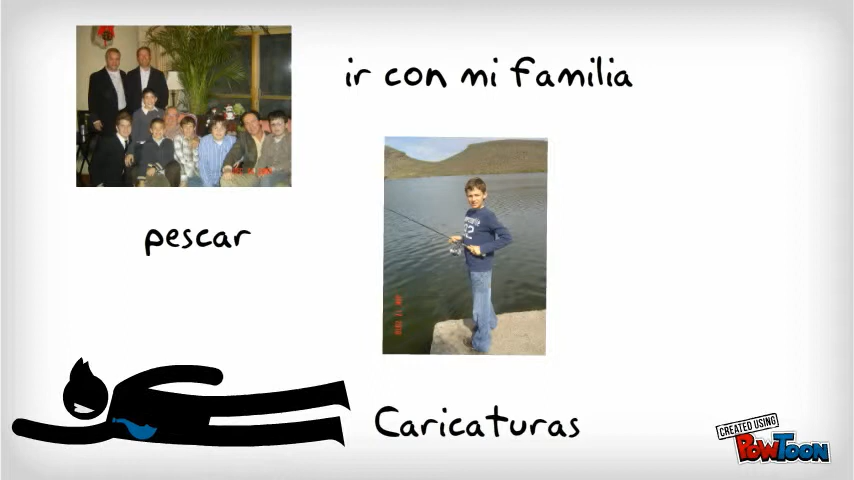 ir con mi familia
pescar
Caricaturas
CREATED USING
POWTOON